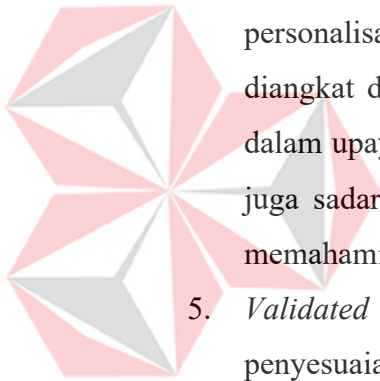 personalisa
diangkat d
dalam upay
juga sadar
memahami
5. Validated
penyesuaia